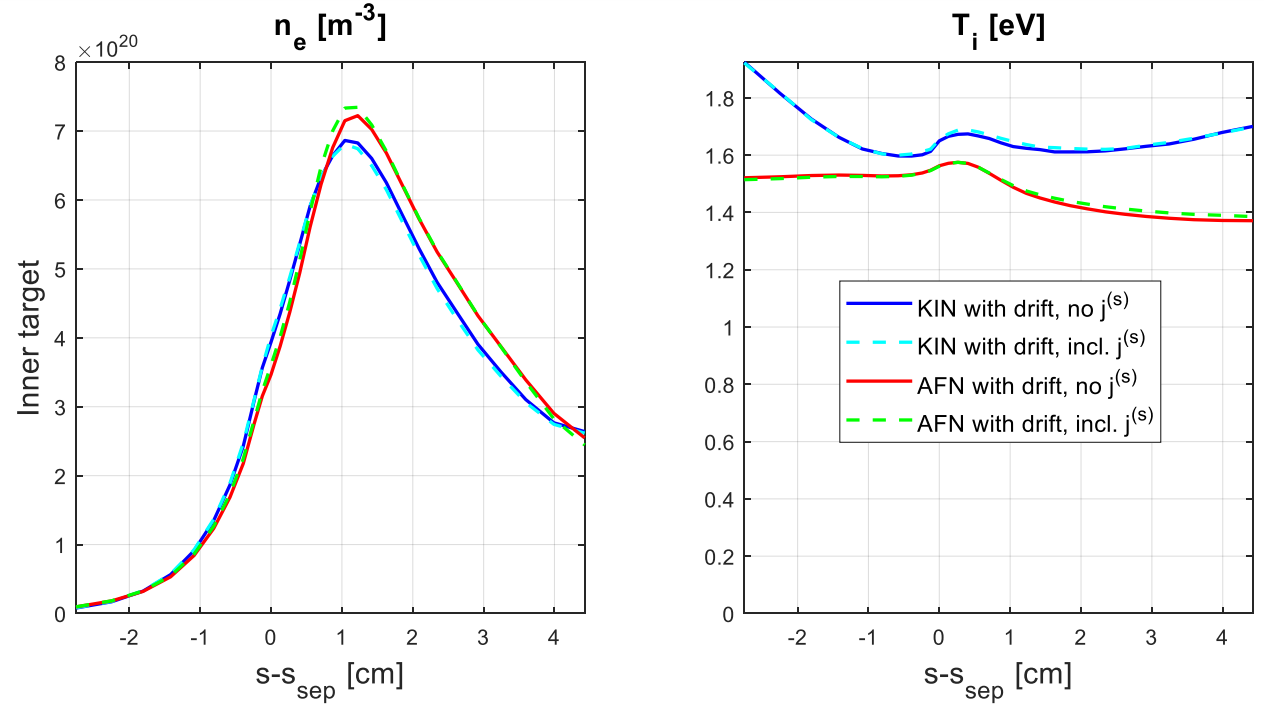 n_e [m^-3]
×10^20
8
7
6
5
4
3
2
1
0
-2 -1 0 1 2 3 4
s-s_sep [cm]
Inner target
T_i [eV]
1.8
1.6
1.4
1.2
1
0.8
0.6
0.4
0.2
0
-2 -1 0 1 2 3 4
s-s_sep [cm]
KIN with drift, no j^(s)
KIN with drift, incl. j^(s)
AFN with drift, no j^(s)
AFN with drift, incl. j^(s)